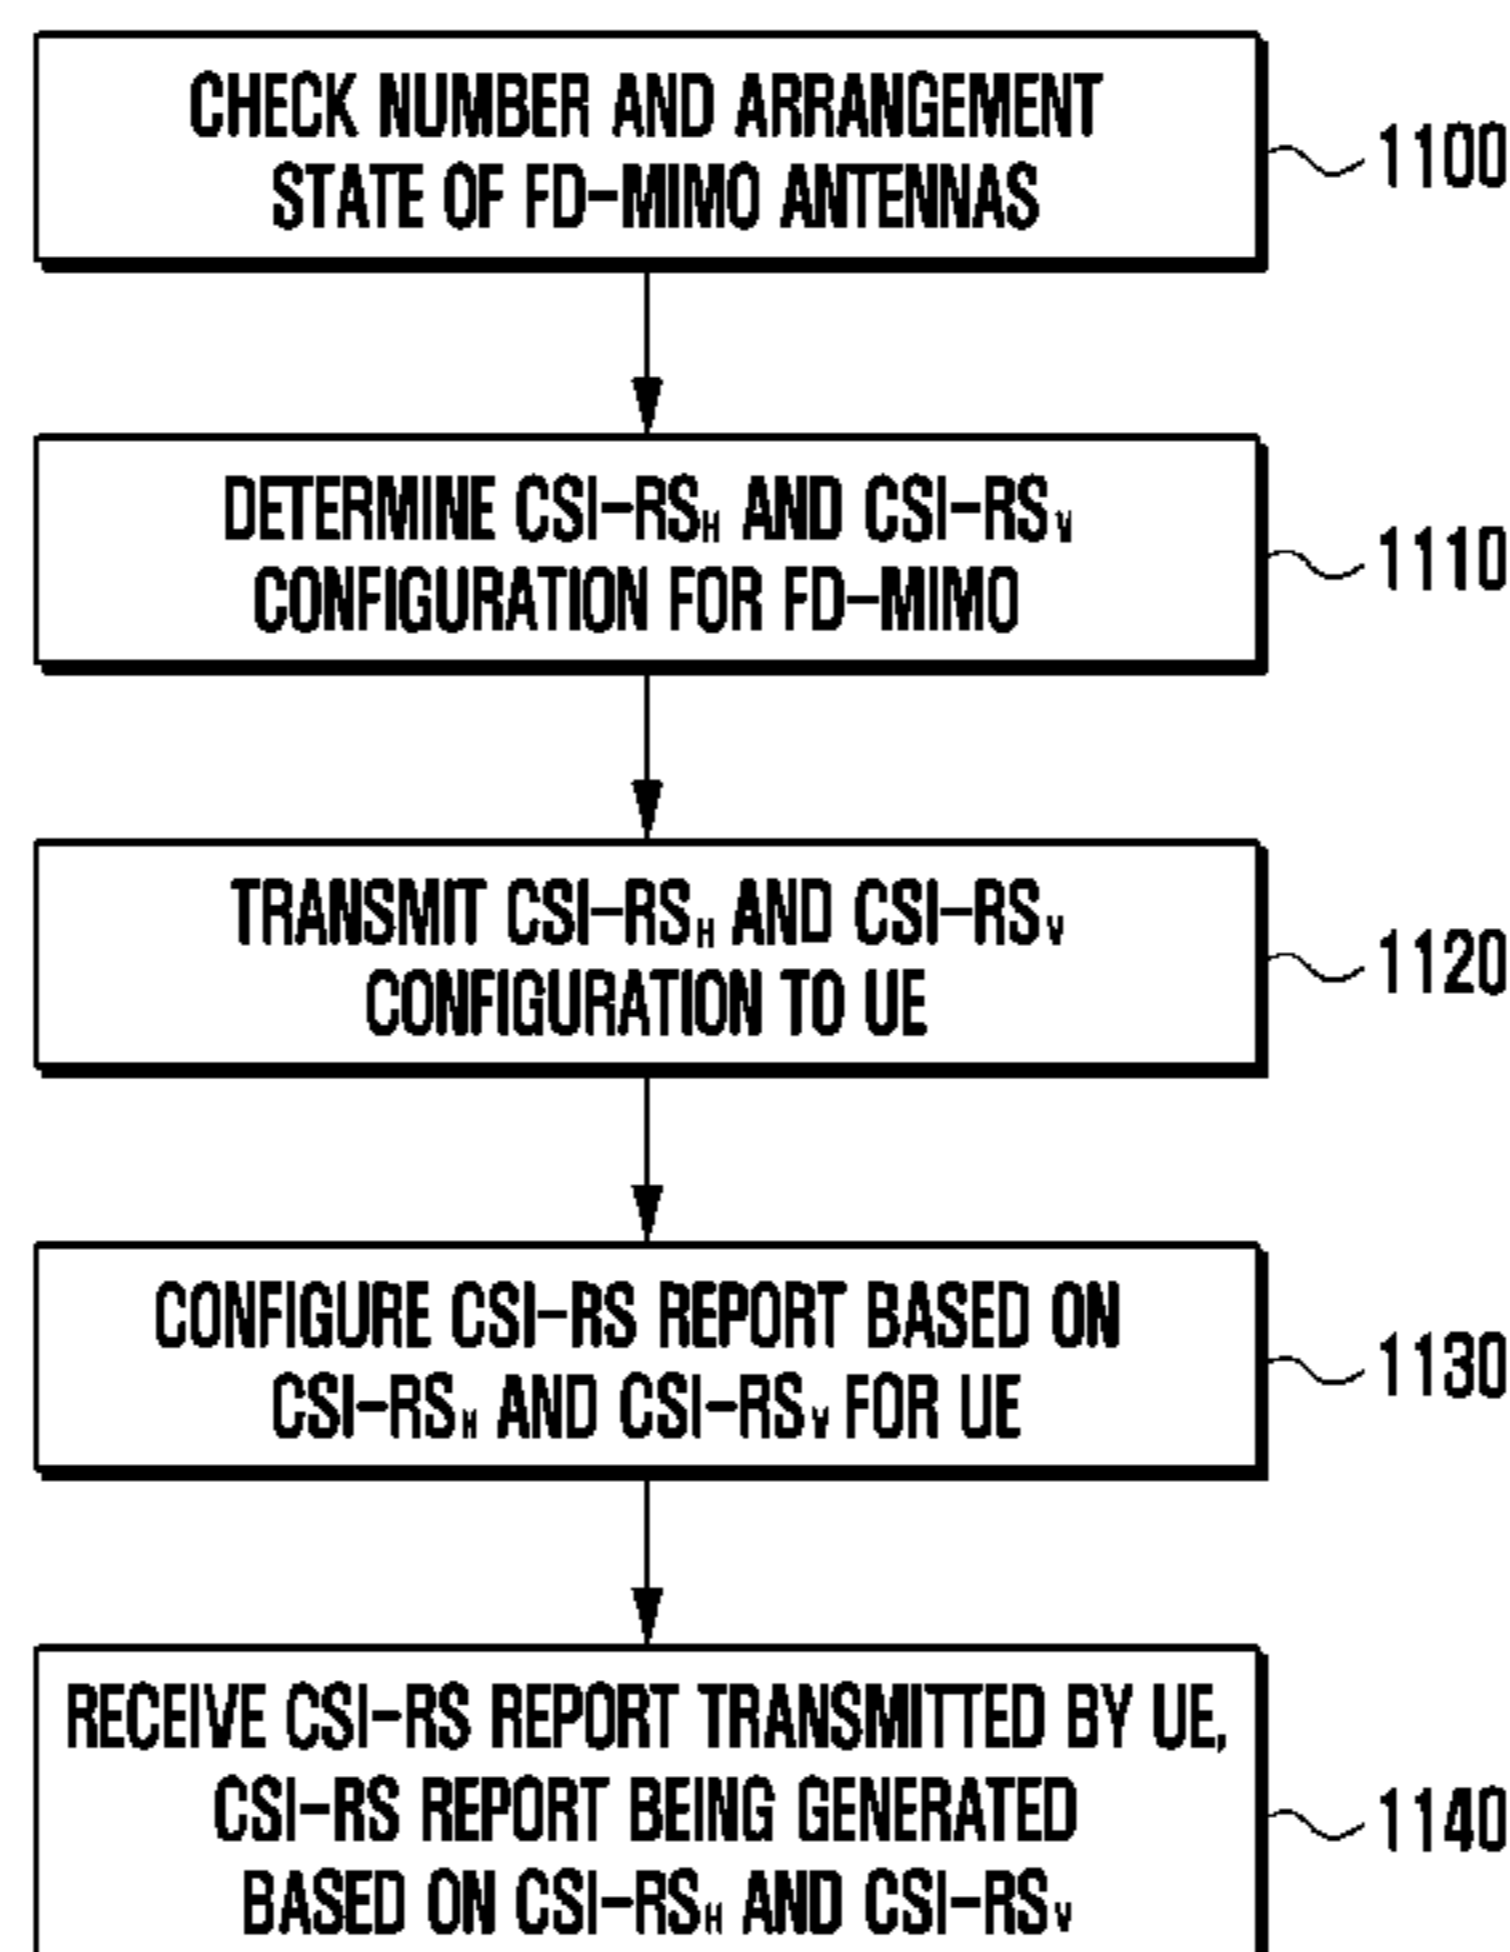 CHECK NUMBER AND ARRANGEMENT
STATE OF FD-MIMO ANTENNAS
1100
DETERMINE CSI-RSH AND CSI-RSV
CONFIGURATION FOR FD-MIMO
1110
TRANSMIT CSI-RSH AND CSI-RSV
CONFIGURATION TO UE
1120
CONFIGURE CSI-RS REPORT BASED ON
CSI-RSH AND CSI-RSV FOR UE
1130
RECEIVE CSI-RS REPORT TRANSMITTED BY UE,
CSI-RS REPORT BEING GENERATED
BASED ON CSI-RSH AND CSI-RSV
1140